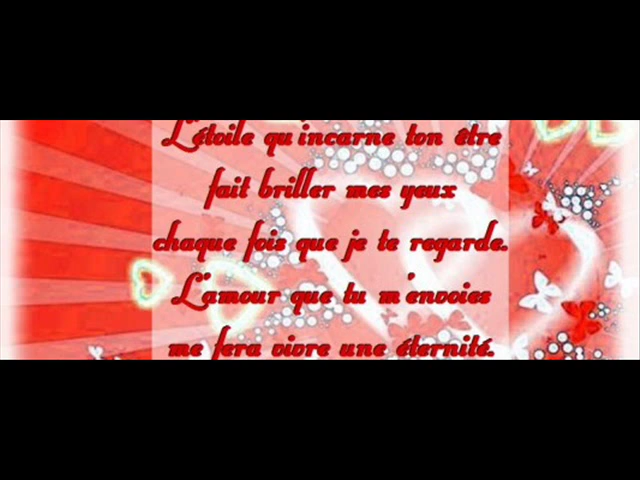 L'étoile qu'incarne ton être
fait briller mes yeux
chaque fois que je te regarde.
L'amour que tu m'envoies
me fera vivre une éternité.